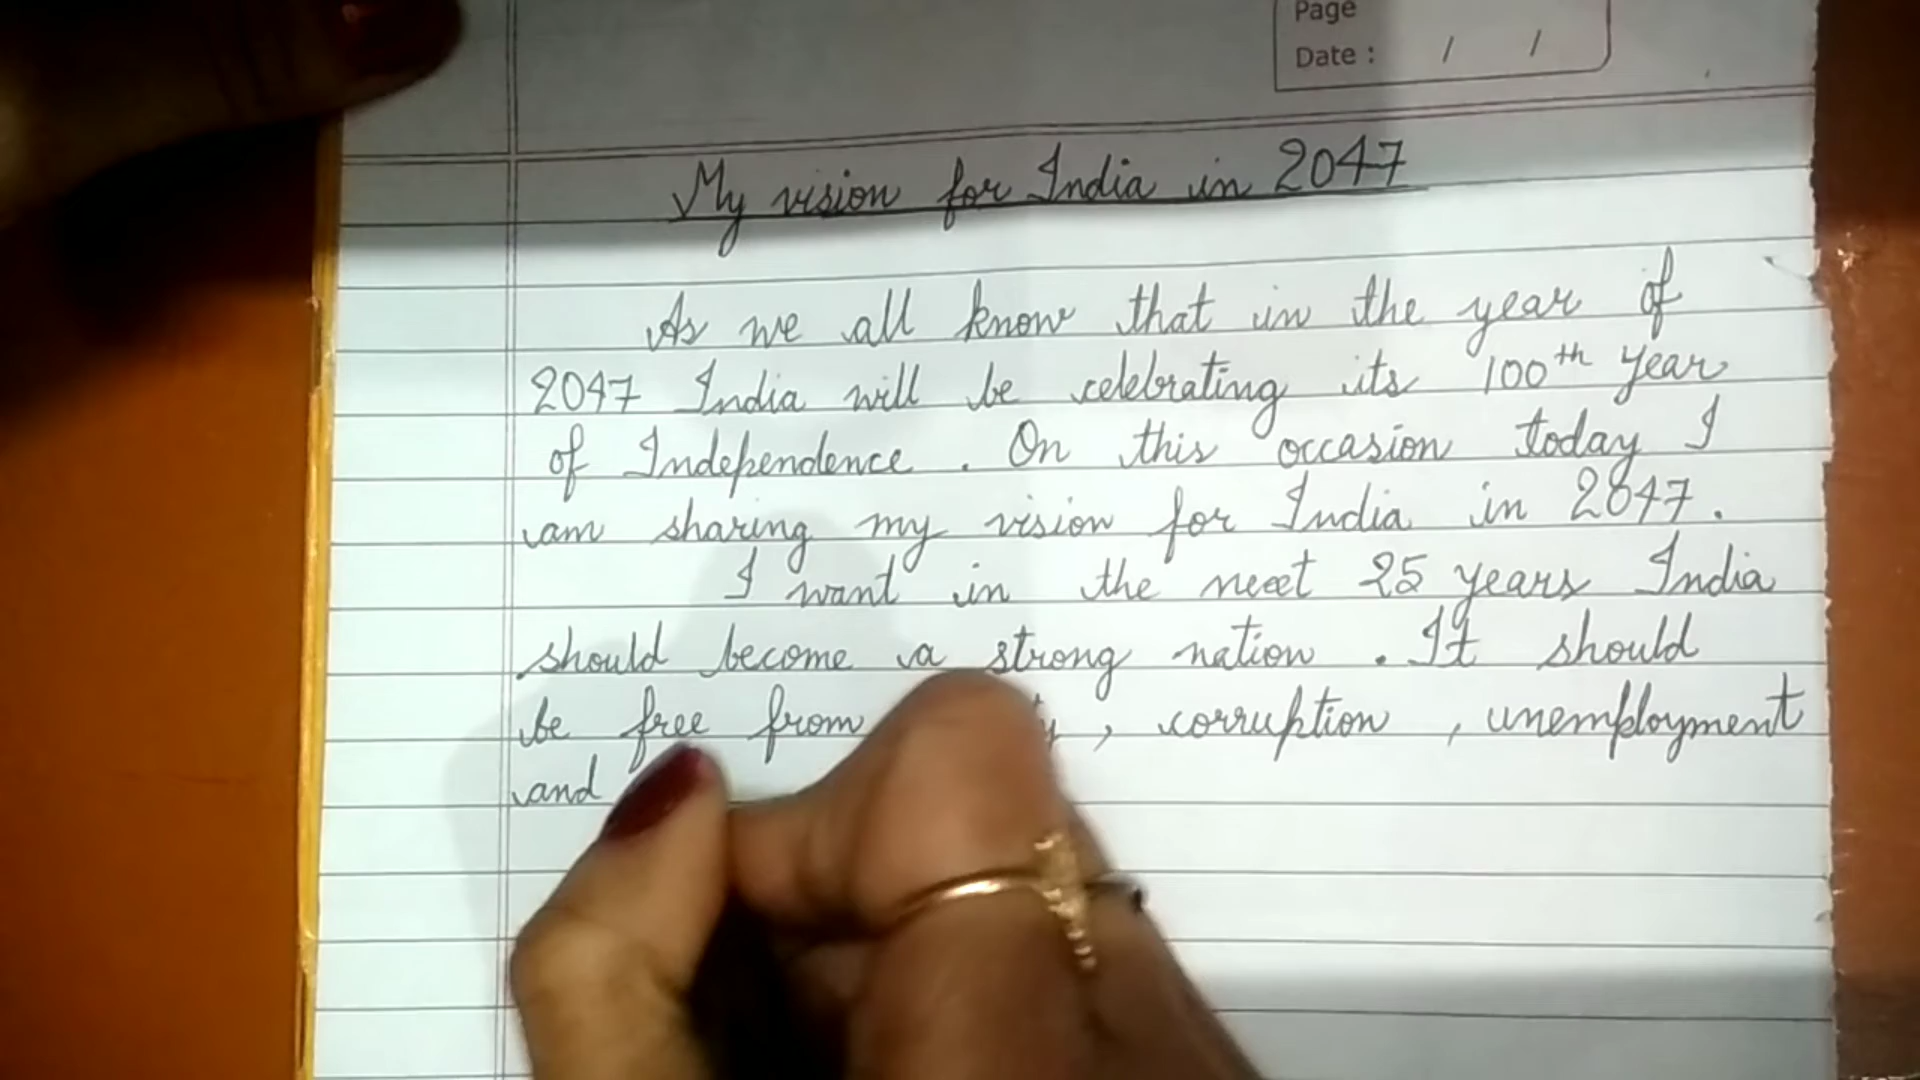 Page
Date : / /
My vision for India in 2047
As we all know that in the year of
2047 India will be celebrating its 100th year
of Independence . On this occasion today I
am sharing my vision for India in 2047.
I want in the next 25 years India
should become a strong nation . It should
be free from , corruption , unemployment
and